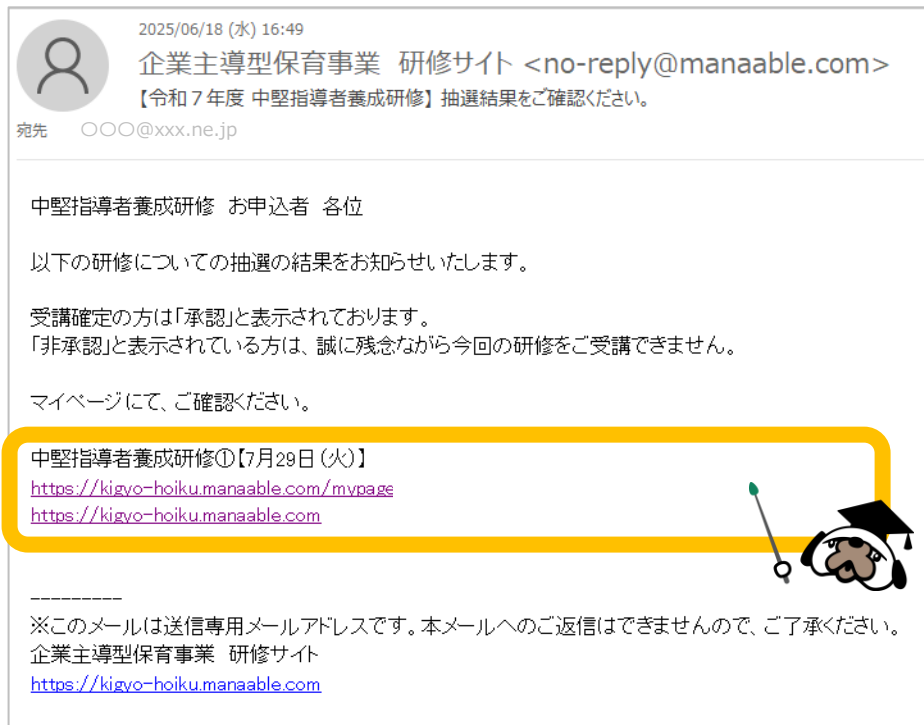 2025/06/18 (水) 16:49
企業主導型保育事業 研修サイト <no-reply@manaable.com>
【令和７年度 中堅指導者養成研修】 抽選結果をご確認ください。
宛先 〇〇〇@xxx.ne.jp
中堅指導者養成研修 お申込者 各位
以下の研修についての抽選の結果をお知らせいたします。
受講確定の方は「承認」と表示されております。
「非承認」と表示されている方は、誠に残念ながら今回の研修をご受講できません。
マイページにて、ご確認ください。
中堅指導者養成研修①【7月29日（火）】
https://kigyo-hoiku.manaable.com/mypage
https://kigyo-hoiku.manaable.com
---------
※このメールは送信専用メールアドレスです。本メールへのご返信はできませんので、ご了承ください。
企業主導型保育事業 研修サイト
https://kigyo-hoiku.manaable.com